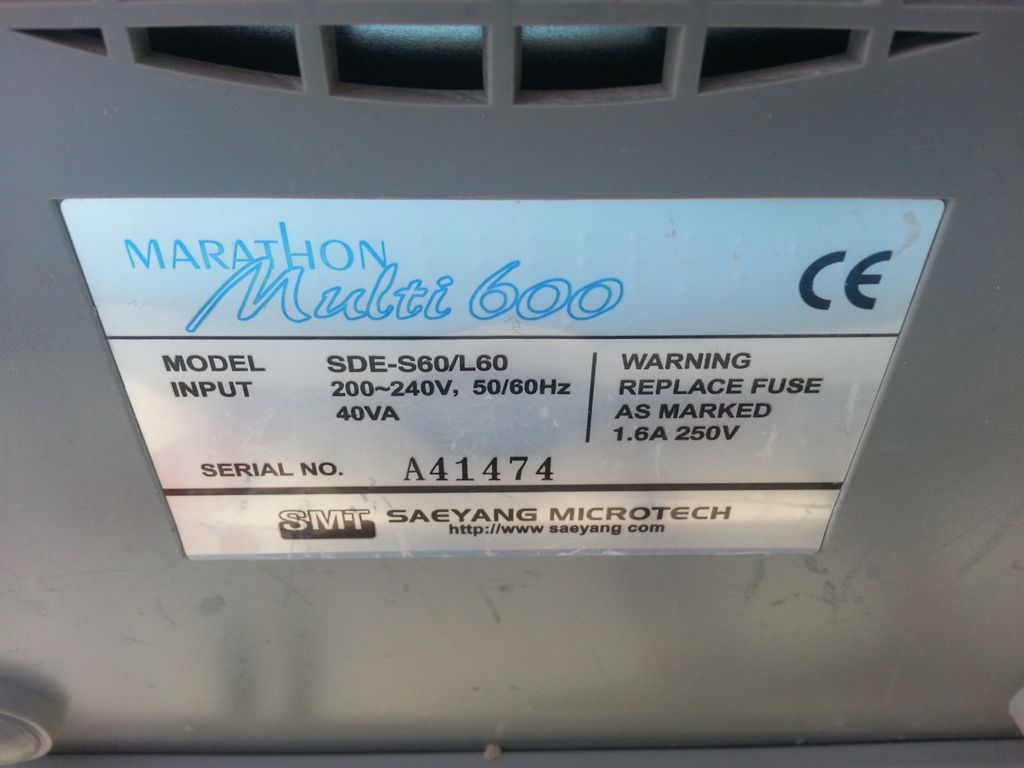 MARATHON
Multi 600
CE
MODEL SDE-S60/L60
INPUT 200~240V, 50/60Hz
40VA
WARNING
REPLACE FUSE
AS MARKED
1.6A 250V
SERIAL NO. A41474
SMT SAEYANG MICROTECH
http://www saeyang com